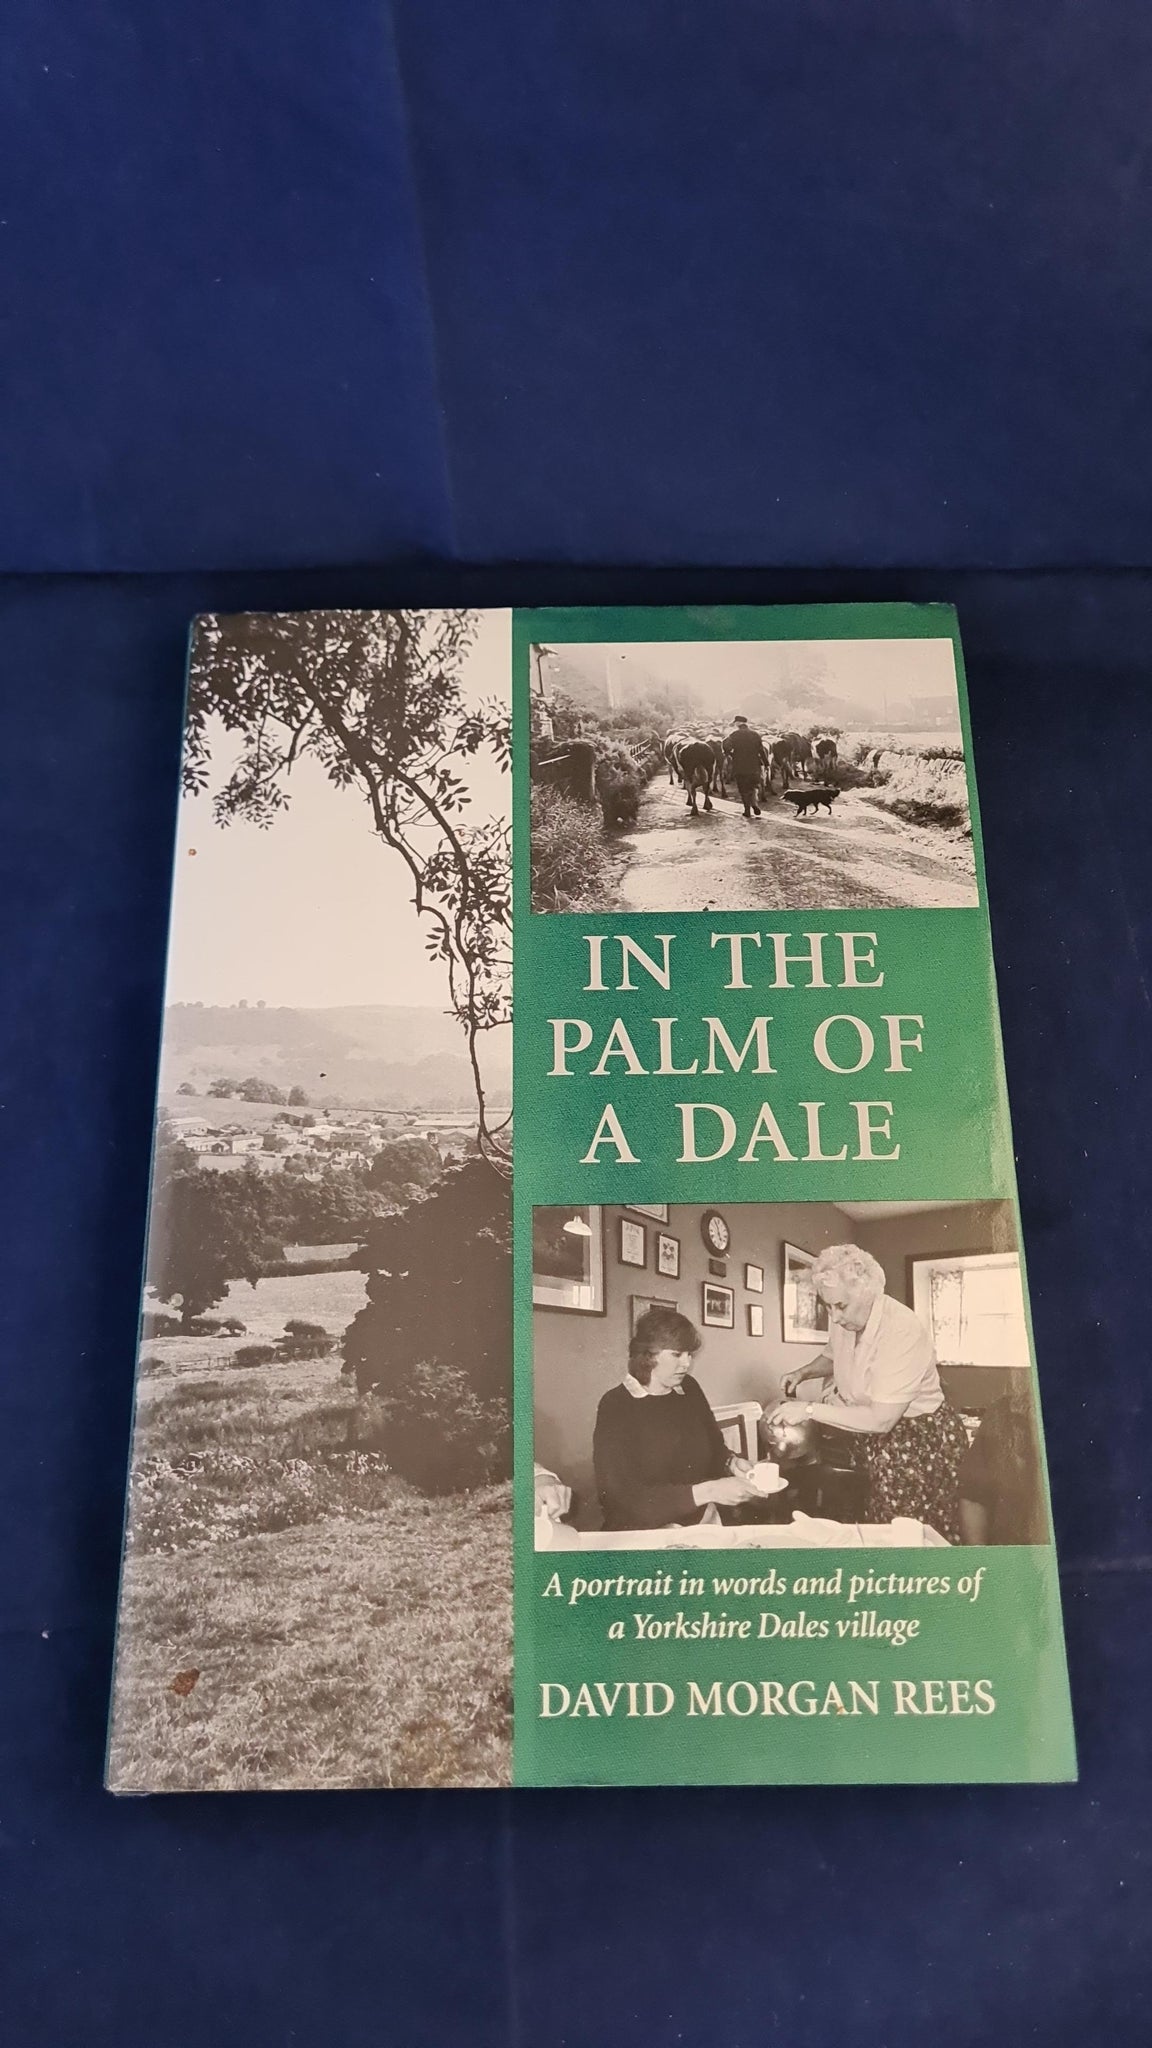 IN THE
PALM OF
A DALE
A portrait in words and pictures of
a Yorkshire Dales village
DAVID MORGAN REES